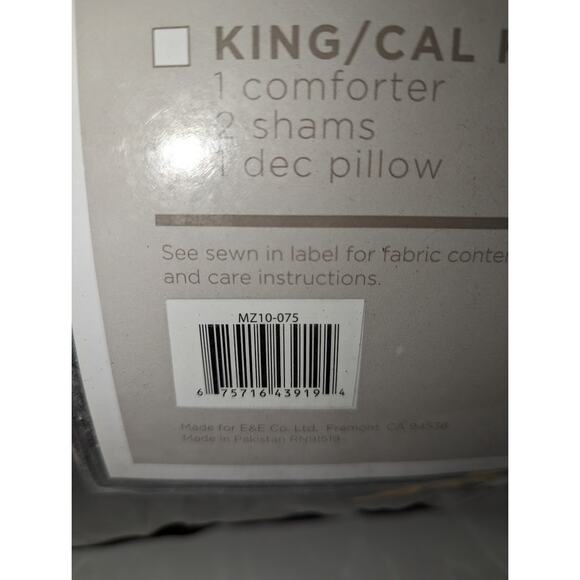 KING/CAL
1 comforter
2 shams
1 dec pillow
See sewn in label for fabric
and care instructions.
MZ10-075
6 75716 43919 4
Made for E&E Co. Ltd. Fremont, CA 94538
Made in Pakistan RN91519